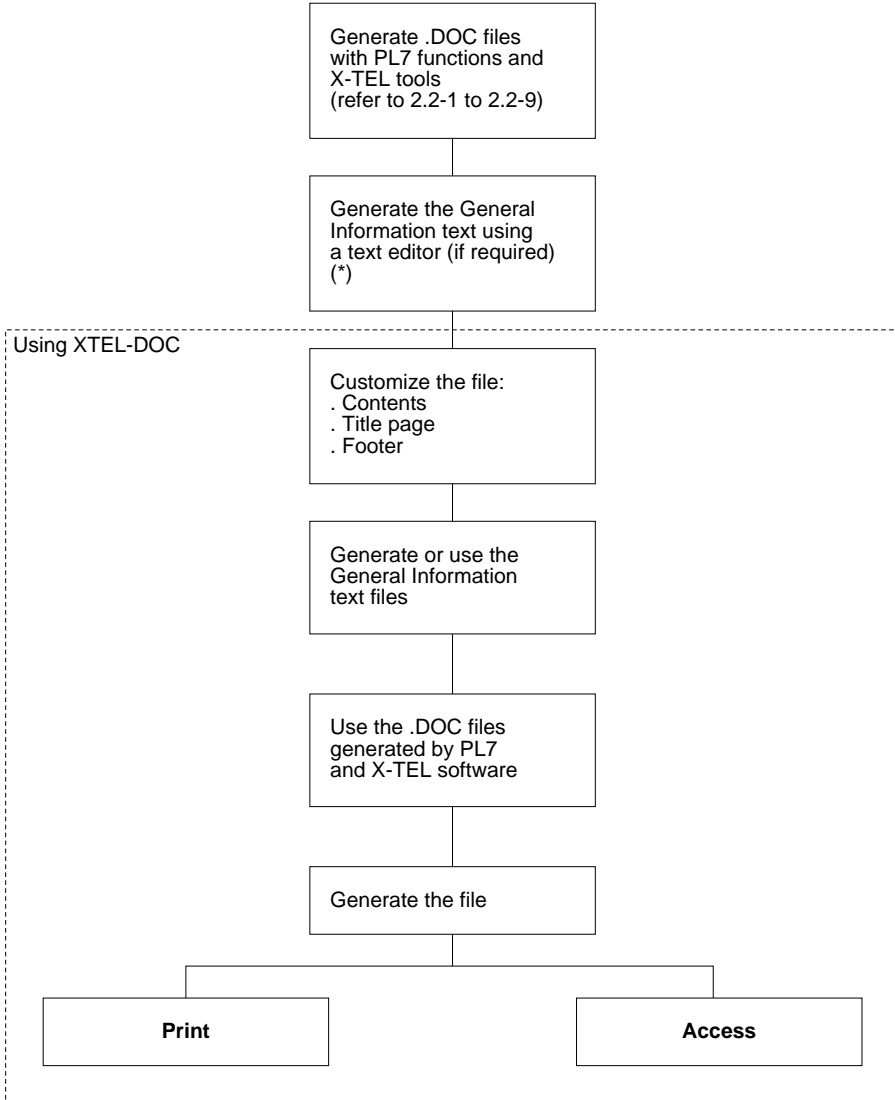 Generate .DOC files
with PL7 functions and
X-TEL tools
(refer to 2.2-1 to 2.2-9)
Generate the General
Information text using
a text editor (if required)
(*)
Using XTEL-DOC
Customize the file:
. Contents
. Title page
. Footer
Generate or use the
General Information
text files
Use the .DOC files
generated by PL7
and X-TEL software
Generate the file
Print
Access